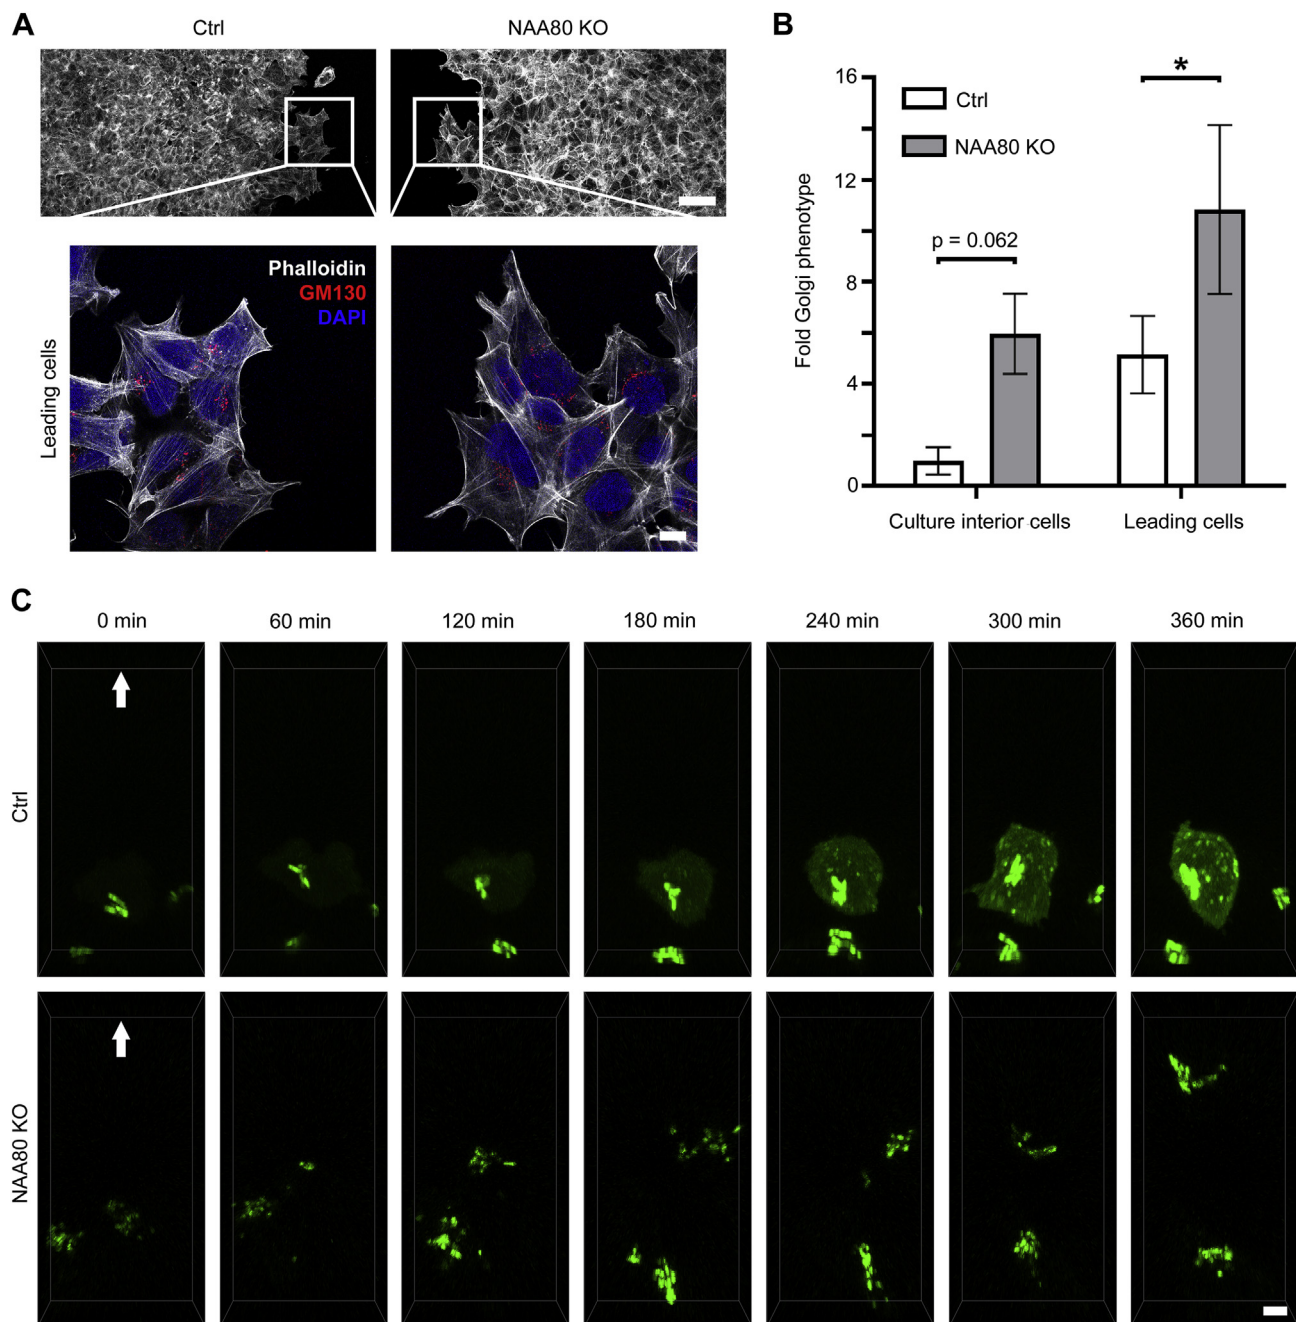 A
Ctrl
NAA80 KO
Phalloidin
GM130
DAPI
Leading cells
B
Fold Golgi phenotype
16
12
8
4
0
Ctrl
NAA80 KO
*
p = 0.062
Culture interior cells
Leading cells
C
0 min
60 min
120 min
180 min
240 min
300 min
360 min
Ctrl
NAA80 KO